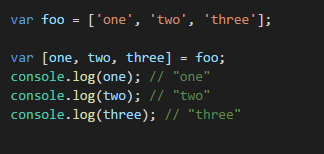 var foo = ['one', 'two', 'three'];
var [one, two, three] = foo;
console.log(one); // "one"
console.log(two); // "two"
console.log(three); // "three"